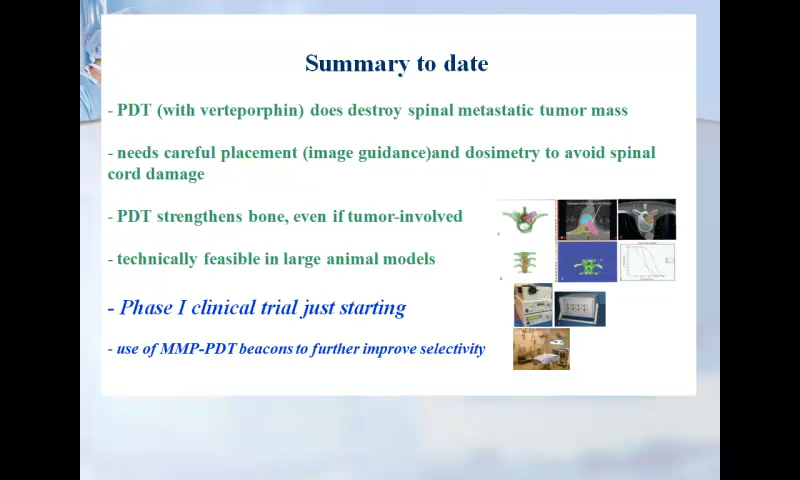 Summary to date
- PDT (with verteporphin) does destroy spinal metastatic tumor mass
- needs careful placement (image guidance)and dosimetry to avoid spinal
cord damage
- PDT strengthens bone, even if tumor-involved
- technically feasible in large animal models
- Phase I clinical trial just starting
- use of MMP-PDT beacons to further improve selectivity